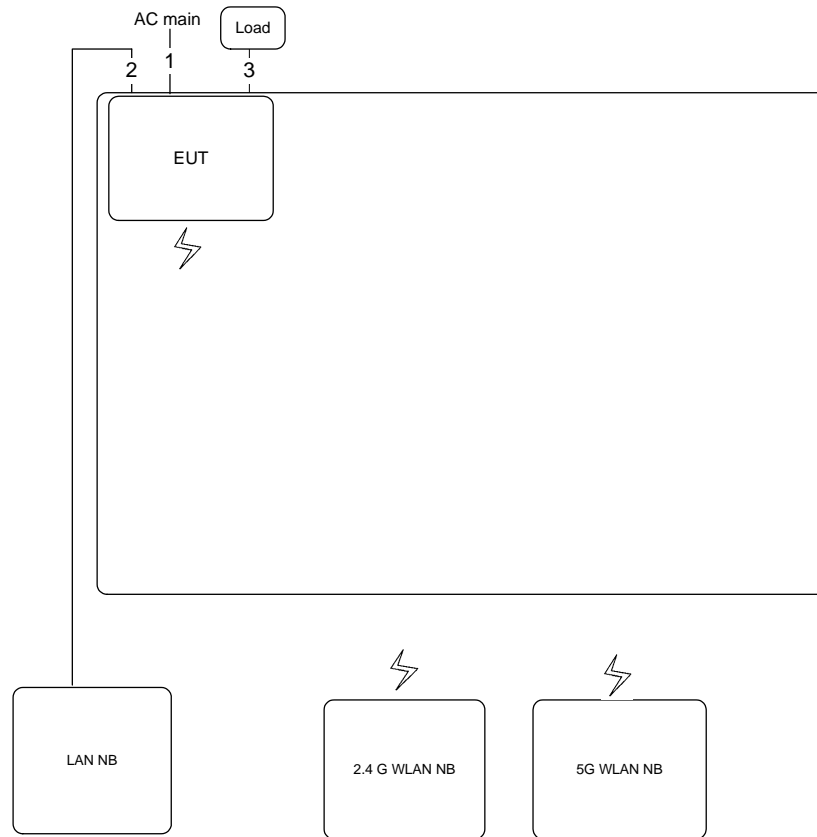 AC main
Load
2
1
3
EUT
LAN NB
2.4 G WLAN NB
5G WLAN NB